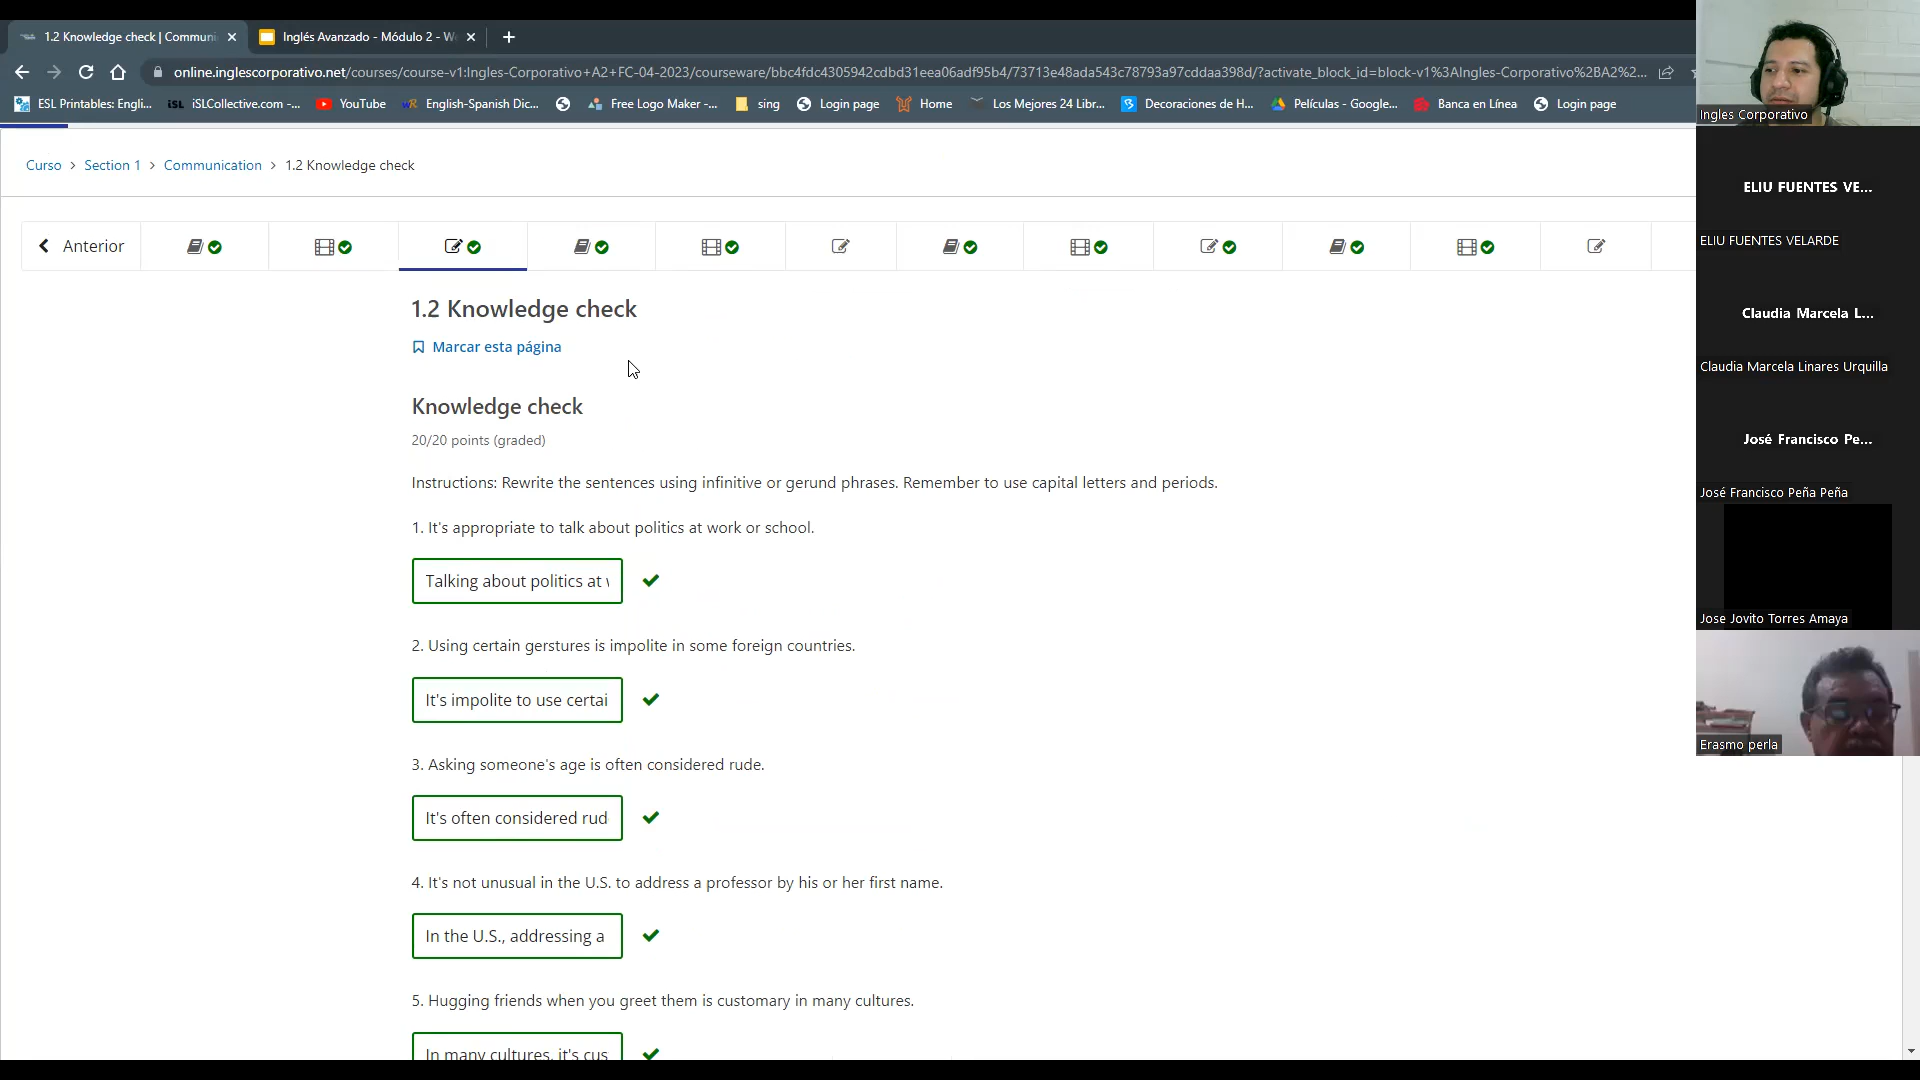 1.2 Knowledge check | Communi
Inglés Avanzado - Módulo 2 - W
online.inglescorporativo.net/courses/course-v1:Ingles-Corporativo+A2+FC-04-2023/courseware/bbc4fdc4305942cdbd31eea06adf95b4/73713e48ada543c78793a97cddaa398d/?activate_block_id=block-v1%3AIngles-Corporativo%2BA2%2...
ESL Printables: Engli...
iSL iSLCollective.com -...
YouTube
English-Spanish Dic...
Free Logo Maker -...
sing
Login page
Home
Los Mejores 24 Libr...
Decoraciones de H...
Películas - Google...
Banca en Línea
Login page
Curso > Section 1 > Communication > 1.2 Knowledge check
Anterior
1.2 Knowledge check
Marcar esta página
Knowledge check
20/20 points (graded)
Instructions: Rewrite the sentences using infinitive or gerund phrases. Remember to use capital letters and periods.
1. It's appropriate to talk about politics at work or school.
Talking about politics at
2. Using certain gerstures is impolite in some foreign countries.
It's impolite to use certai
3. Asking someone's age is often considered rude.
It's often considered rud
4. It's not unusual in the U.S. to address a professor by his or her first name.
In the U.S., addressing a
5. Hugging friends when you greet them is customary in many cultures.
In many cultures, it's cus
Ingles Corporativo
ELIU FUENTES VE...
ELIU FUENTES VELARDE
Claudia Marcela L...
Claudia Marcela Linares Urquilla
José Francisco Pe...
José Francisco Peña Peña
Jose Jovito Torres Amaya
Erasmo perla